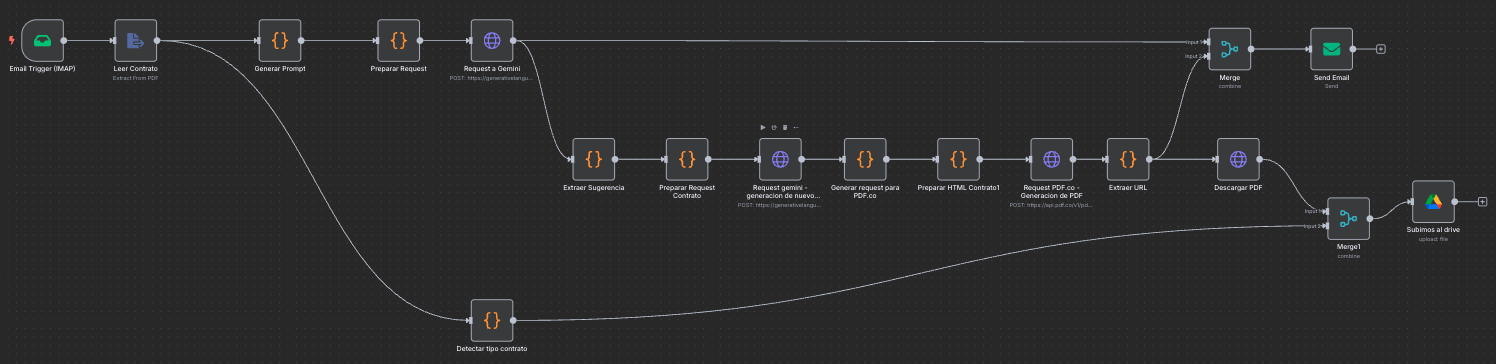 Email Trigger (IMAP)
Leer Contrato
Extract From PDF
Generar Prompt
Preparar Request
Request a Gemini
POST: https://generativelangu...
Input 1
Input 2
Merge
combine
Send Email
Send
Extraer Sugerencia
Preparar Request
Contrato
Request gemini -
generacion de nuevo...
POST: https://generativelangu...
Generar request para
PDF.co
Preparar HTML Contrato1
Request PDF.co -
Generacion de PDF
POST: https://api.pdf.co/v1/pd...
Extraer URL
Descargar PDF
Input 1
Input 2
Merge1
combine
Subimos al drive
upload: file
Detectar tipo contrato